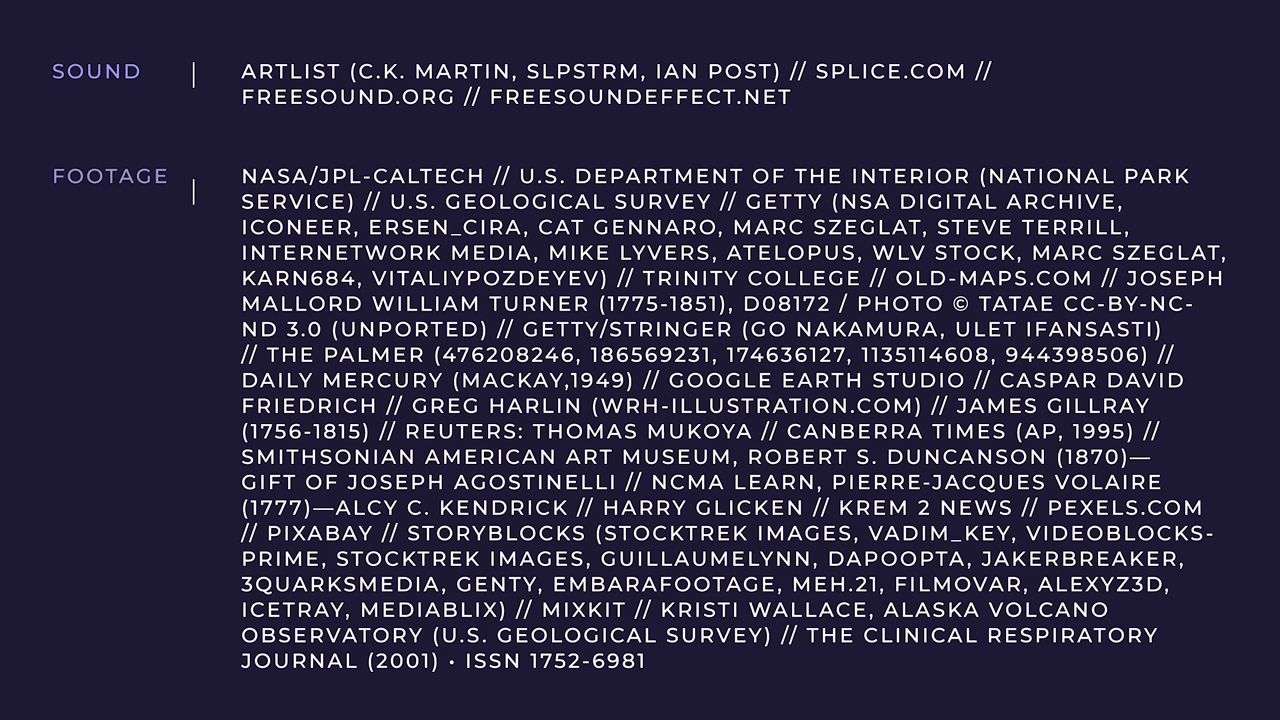 SOUND | ARTLIST (C.K. MARTIN, SLPSTRM, IAN POST) // SPLICE.COM //
FREESOUND.ORG // FREESOUNDEFFECT.NET
FOOTAGE | NASA/JPL-CALTECH // U.S. DEPARTMENT OF THE INTERIOR (NATIONAL PARK
SERVICE) // U.S. GEOLOGICAL SURVEY // GETTY (NSA DIGITAL ARCHIVE,
ICONEER, ERSEN_CIRA, CAT GENNARO, MARC SZEGLAT, STEVE TERRILL,
INTERNETWORK MEDIA, MIKE LYVERS, ATELOPUS, WLV STOCK, MARC SZEGLAT,
KARN684, VITALIYPOZDEYEV) // TRINITY COLLEGE // OLD-MAPS.COM // JOSEPH
MALLORD WILLIAM TURNER (1775-1851), D08172 / PHOTO © TATAE CC-BY-NC-
ND 3.0 (UNPORTED) // GETTY/STRINGER (GO NAKAMURA, ULET IFANSASTI)
// THE PALMER (476208246, 186569231, 174636127, 1135114608, 944398506) //
DAILY MERCURY (MACKAY,1949) // GOOGLE EARTH STUDIO // CASPAR DAVID
FRIEDRICH // GREG HARLIN (WRH-ILLUSTRATION.COM) // JAMES GILLRAY
(1756-1815) // REUTERS: THOMAS MUKOYA // CANBERRA TIMES (AP, 1995) //
SMITHSONIAN AMERICAN ART MUSEUM, ROBERT S. DUNCANSON (1870)—
GIFT OF JOSEPH AGOSTINELLI // NCMA LEARN, PIERRE-JACQUES VOLAIRE
(1777)—ALCY C. KENDRICK // HARRY GLICKEN // KREM 2 NEWS // PEXELS.COM
// PIXABAY // STORYBLOCKS (STOCKTREK IMAGES, VADIM_KEY, VIDEOBLOCKS-
PRIME, STOCKTREK IMAGES, GUILLAUMELYNN, DAPOOPTA, JAKERBREAKER,
3QUARKSMEDIA, GENTY, EMBARAFOOTAGE, MEH.21, FILMOVAR, ALEXYZ3D,
ICETRAY, MEDIABLIX) // MIXKIT // KRISTI WALLACE, ALASKA VOLCANO
OBSERVATORY (U.S. GEOLOGICAL SURVEY) // THE CLINICAL RESPIRATORY
JOURNAL (2001) • ISSN 1752-6981